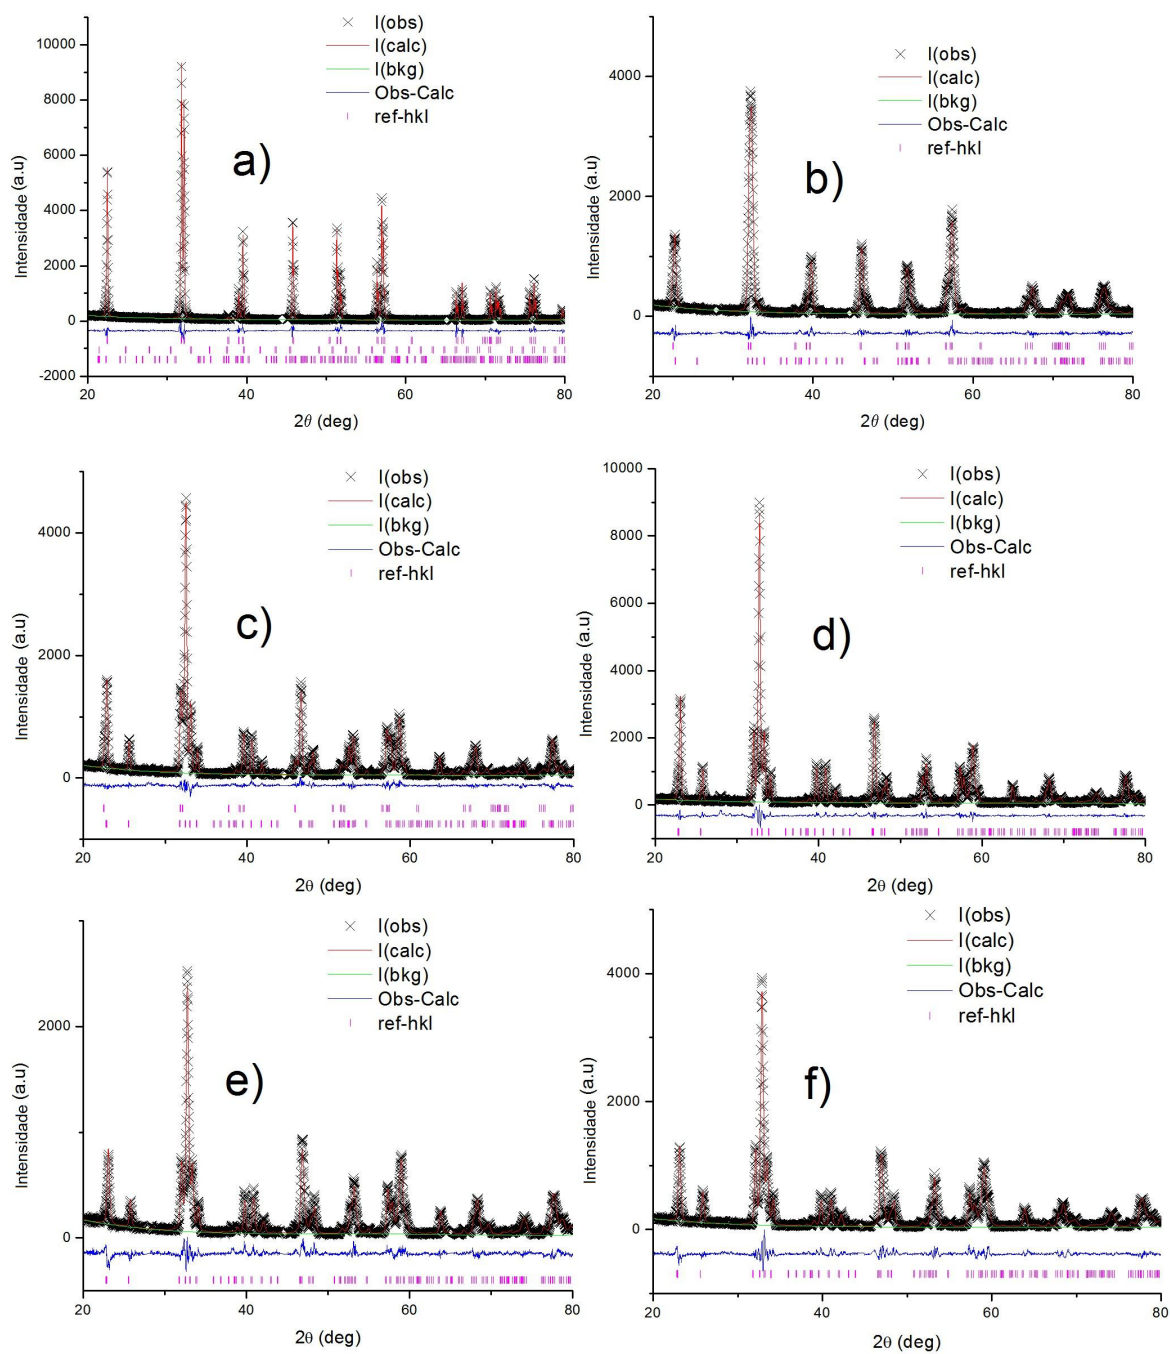 I(obs)
I(calc)
I(bkg)
Obs-Calc
ref-hkl
a)
Intensidade (a.u)
10000
8000
6000
4000
2000
0
-2000
20
40
60
80
2θ (deg)
I(obs)
I(calc)
I(bkg)
Obs-Calc
ref-hkl
b)
Intensidade (a.u)
4000
2000
0
20
40
60
80
2θ (deg)
I(obs)
I(calc)
I(bkg)
Obs-Calc
ref-hkl
c)
Intensidade (a.u)
4000
2000
0
20
40
60
80
2θ (deg)
I(obs)
I(calc)
I(bkg)
Obs-Calc
ref-hkl
d)
Intensidade (a.u)
10000
8000
6000
4000
2000
0
20
40
60
80
2θ (deg)
I(obs)
I(calc)
I(bkg)
Obs-Calc
ref-hkl
e)
Intensidade (a.u)
2000
0
20
40
60
80
2θ (deg)
I(obs)
I(calc)
I(bkg)
Obs-Calc
ref-hkl
f)
Intensidade (a.u)
4000
2000
0
20
40
60
80
2θ (deg)